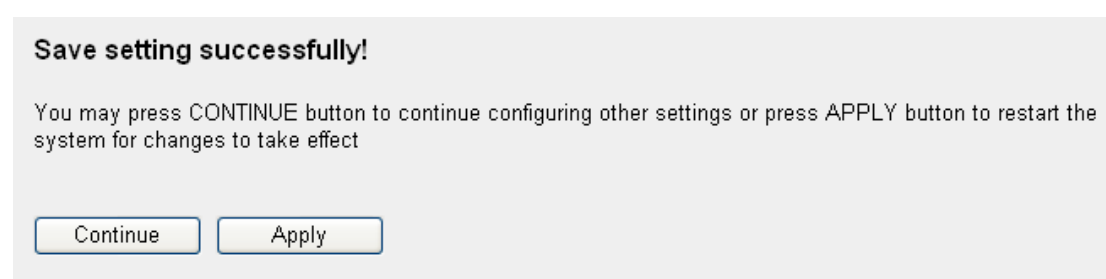 Save setting successfully!
You may press CONTINUE button to continue configuring other settings or press APPLY button to restart the
system for changes to take effect
Continue
Apply